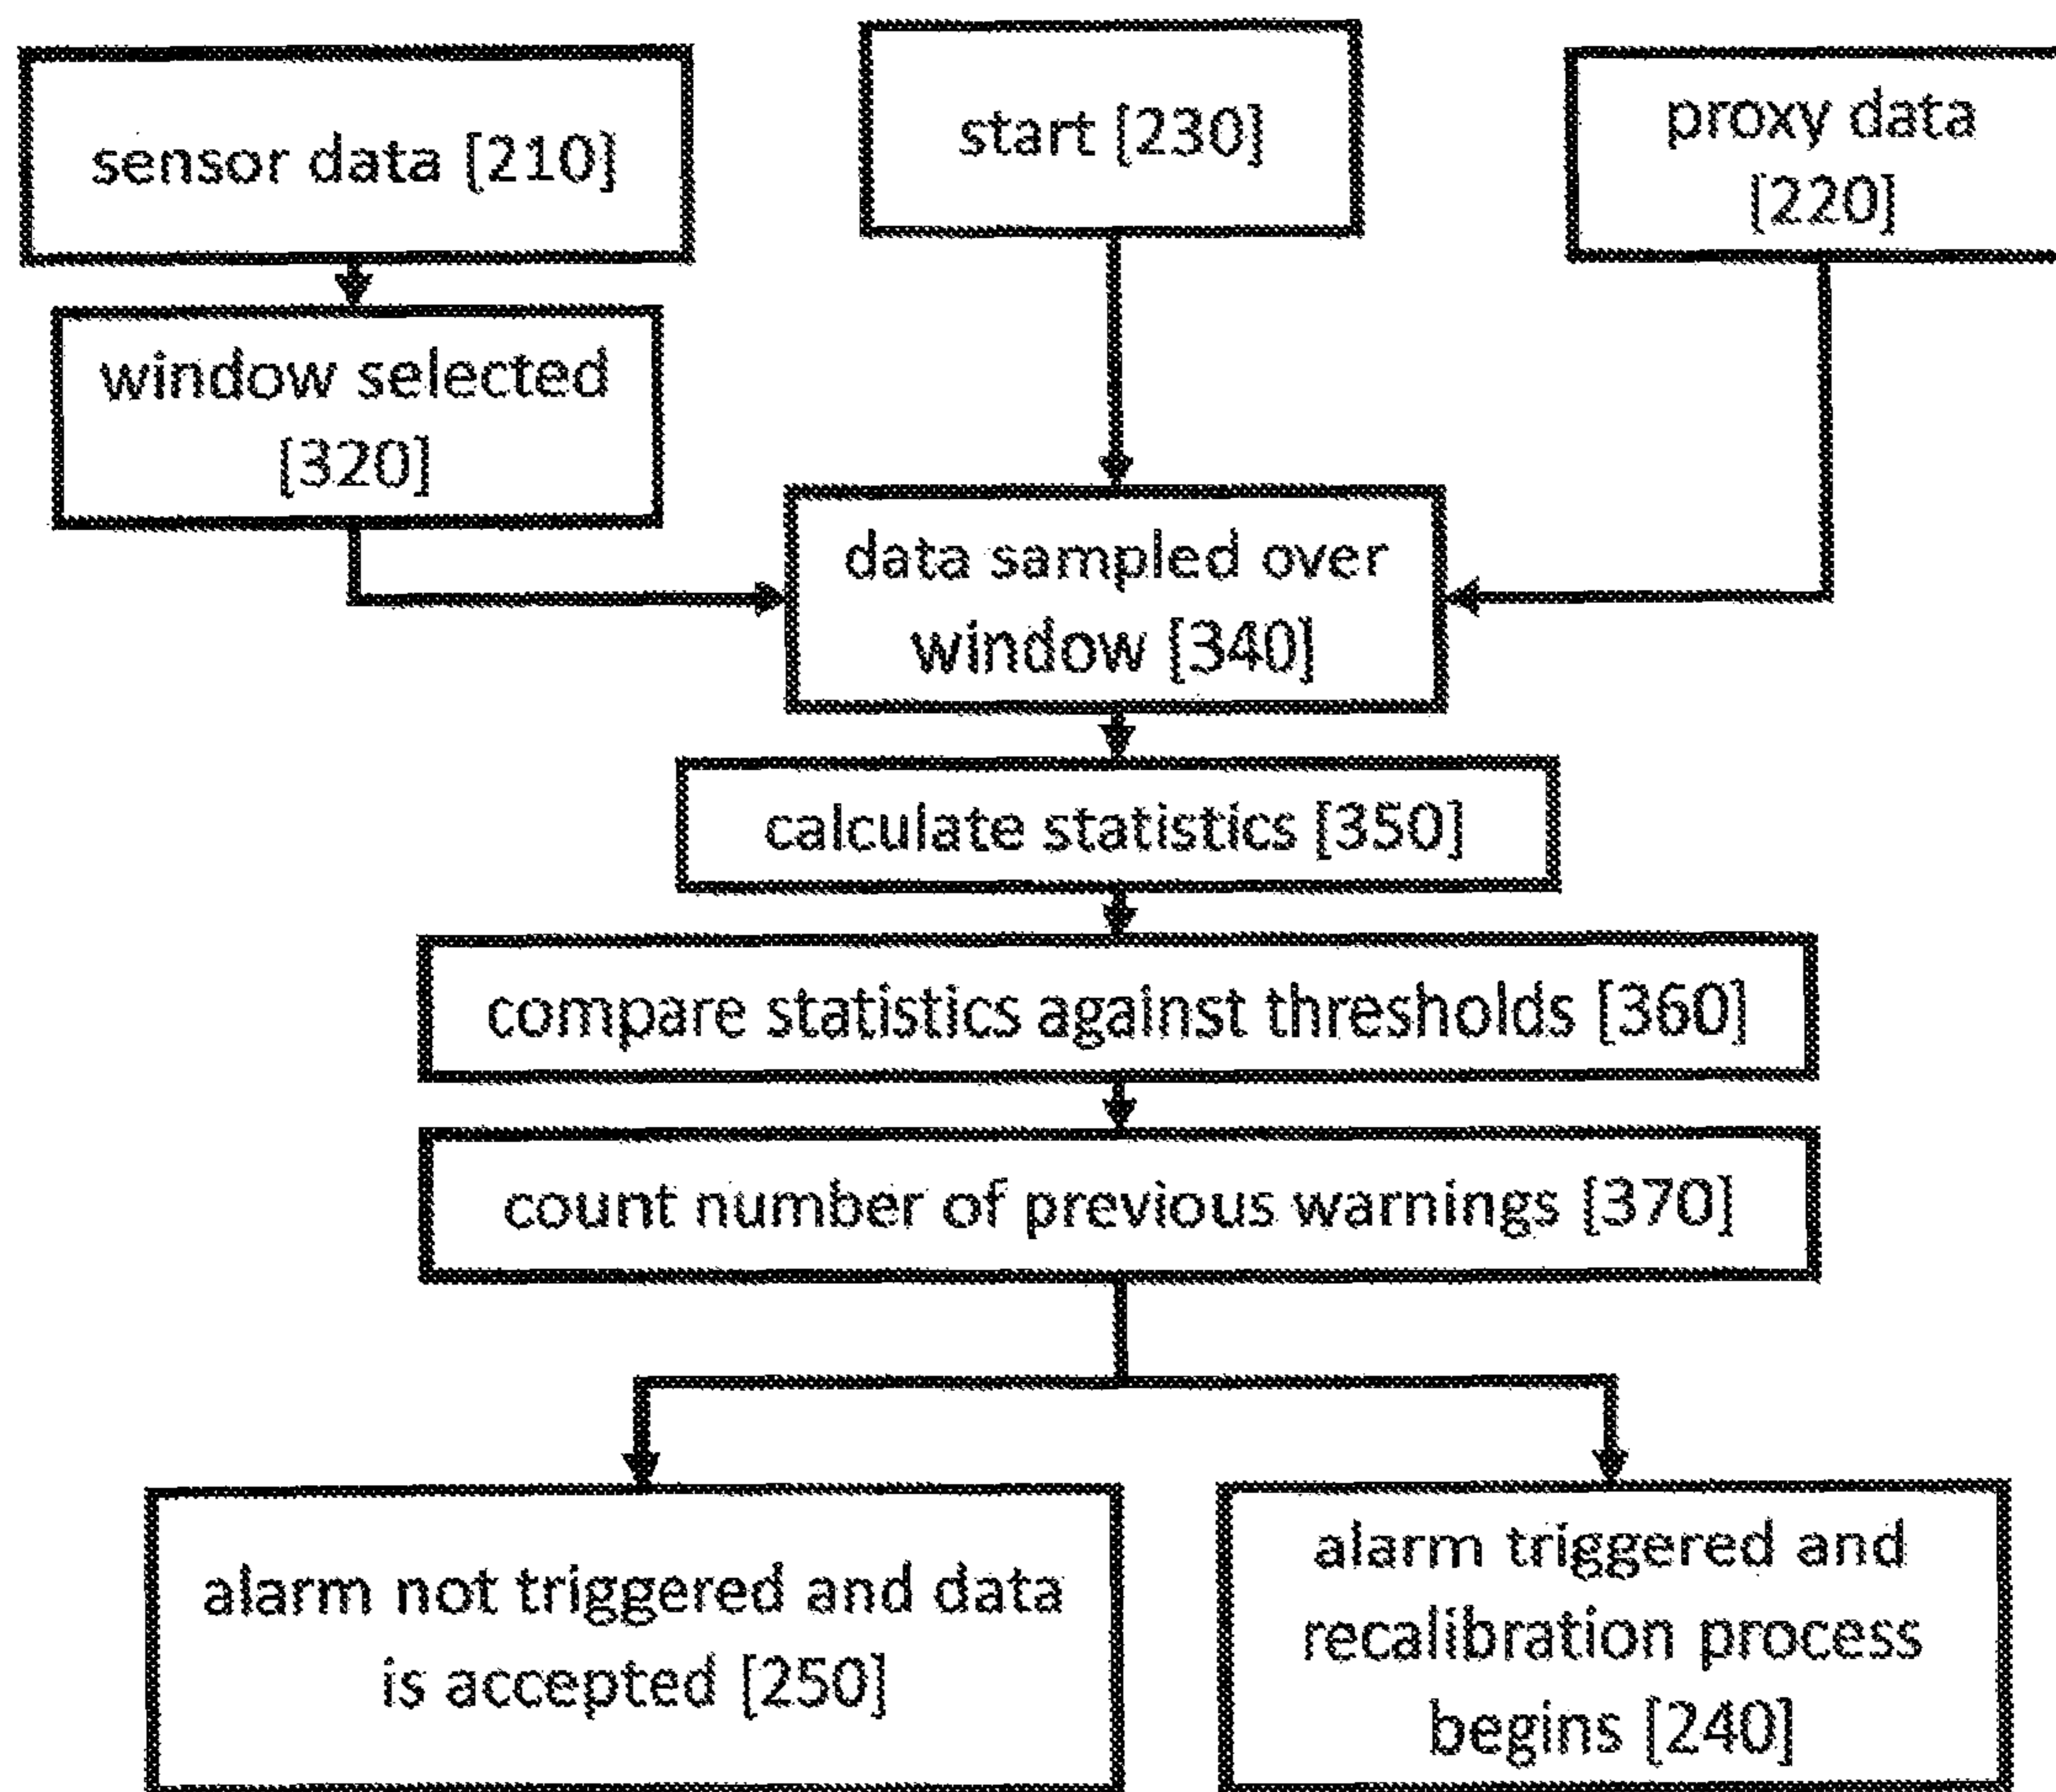 sensor data [210]
start [230]
proxy data
[220]
window selected
[320]
data sampled over
window [340]
calculate statistics [350]
compare statistics against thresholds [360]
count number of previous warnings [370]
alarm not triggered and data
is accepted [250]
alarm triggered and
recalibration process
begins [240]